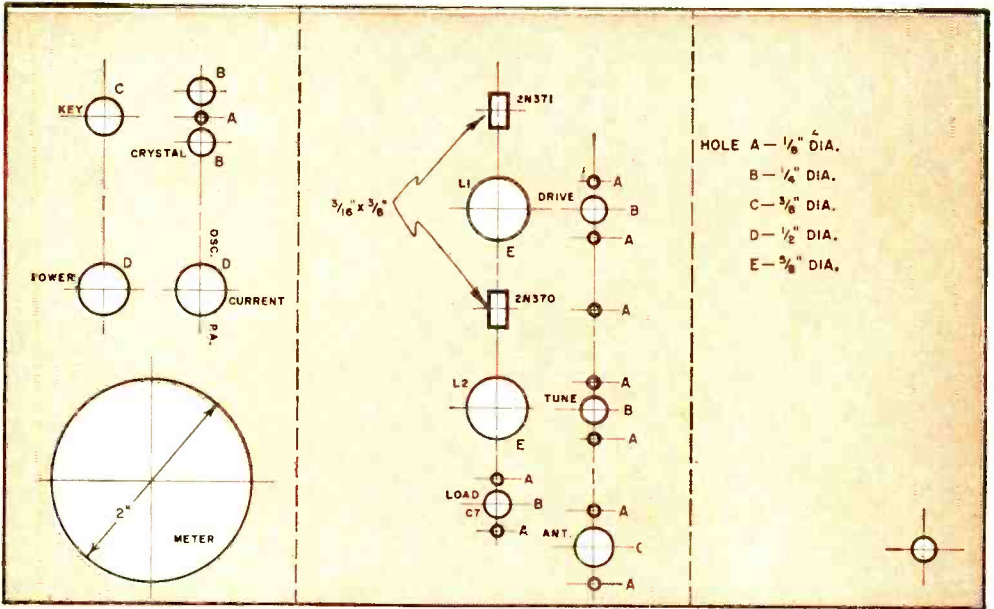 C
KEY
B
A
CRYSTAL
B
POWER
D
OSC.
D
CURRENT
P.A.
2"
METER
2N371
3/16" x 3/8"
L1
E
DRIVE
A
B
A
2N370
A
L2
E
TUNE
A
B
A
A
LOAD
C7
B
A
A
ANT.
C
A
HOLE A — 1/8" DIA.
B — 1/4" DIA.
C — 3/8" DIA.
D — 1/2" DIA.
E — 5/8" DIA.